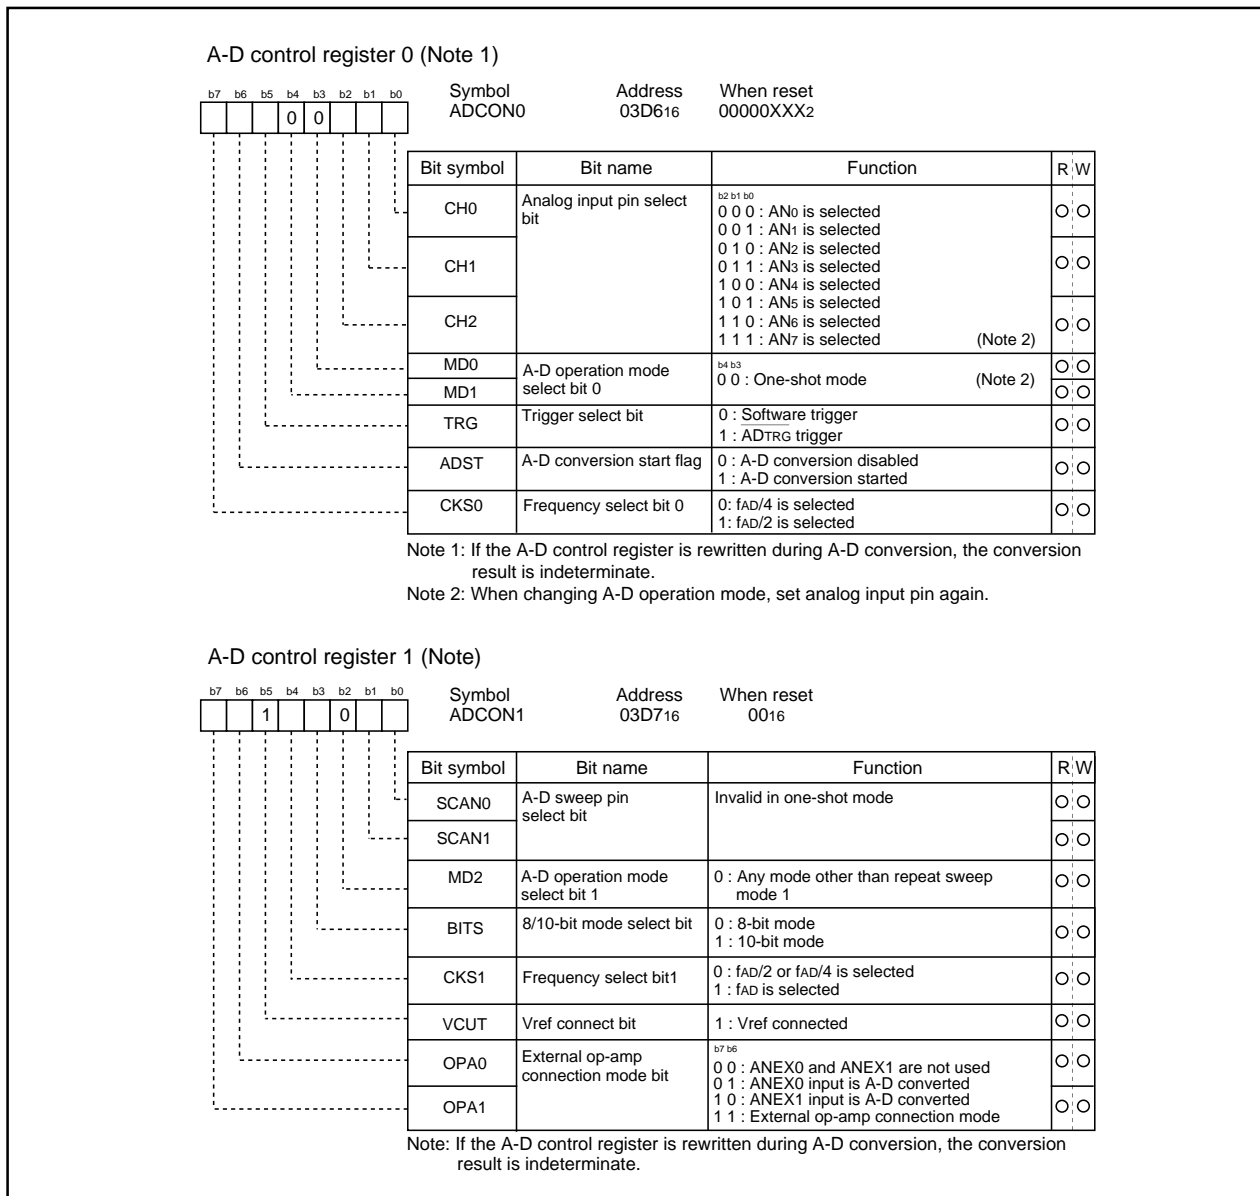 A-D control register 0 (Note 1)
b7 b6 b5 b4 b3 b2 b1 b0
0 0
Symbol Address When reset
ADCON0 03D616 00000XXX2
Bit symbol Bit name Function R W
CH0 Analog input pin select bit
b2 b1 b0
0 0 0 : AN0 is selected
0 0 1 : AN1 is selected
0 1 0 : AN2 is selected
CH1 0 1 1 : AN3 is selected
1 0 0 : AN4 is selected
1 0 1 : AN5 is selected
CH2 1 1 0 : AN6 is selected
1 1 1 : AN7 is selected (Note 2)
MD0 A-D operation mode
MD1 select bit 0
b4 b3
0 0 : One-shot mode (Note 2)
TRG Trigger select bit 0 : Software trigger
1 : ADTRG trigger
ADST A-D conversion start flag 0 : A-D conversion disabled
1 : A-D conversion started
CKS0 Frequency select bit 0 0: fAD/4 is selected
1: fAD/2 is selected
Note 1: If the A-D control register is rewritten during A-D conversion, the conversion
result is indeterminate.
Note 2: When changing A-D operation mode, set analog input pin again.
A-D control register 1 (Note)
b7 b6 b5 b4 b3 b2 b1 b0
1 0
Symbol Address When reset
ADCON1 03D716 0016
Bit symbol Bit name Function R W
SCAN0 A-D sweep pin
select bit
Invalid in one-shot mode
SCAN1
MD2 A-D operation mode
select bit 1
0 : Any mode other than repeat sweep
mode 1
BITS 8/10-bit mode select bit 0 : 8-bit mode
1 : 10-bit mode
CKS1 Frequency select bit1 0 : fAD/2 or fAD/4 is selected
1 : fAD is selected
VCUT Vref connect bit 1 : Vref connected
OPA0 External op-amp
connection mode bit
b7 b6
0 0 : ANEX0 and ANEX1 are not used
0 1 : ANEX0 input is A-D converted
OPA1 1 0 : ANEX1 input is A-D converted
1 1 : External op-amp connection mode
Note: If the A-D control register is rewritten during A-D conversion, the conversion
result is indeterminate.